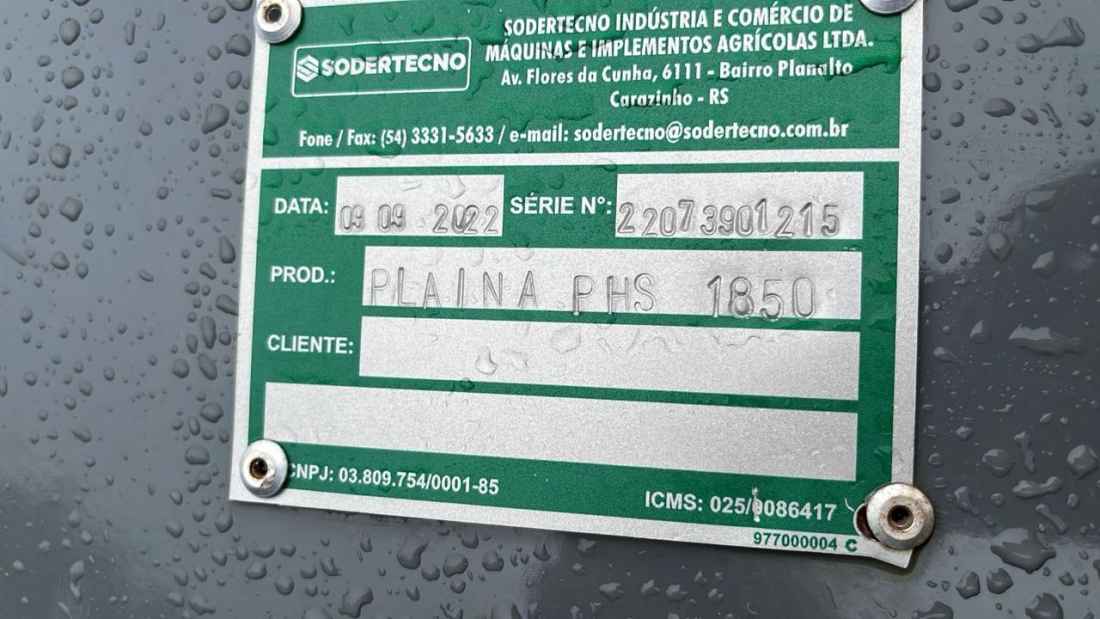 SODERTECNO
SODERTECNO INDÚSTRIA E COMÉRCIO DE
MÁQUINAS E IMPLEMENTOS AGRÍCOLAS LTDA.
Av. Flores da Cunha, 6111 - Bairro Planalto
Carazinho - RS
Fone / Fax: (54) 3331-5633 / e-mail: sodertecno@sodertecno.com.br
DATA: 09 09 2022 SÉRIE N°: 22073901215
PROD.: PLAINA PHS 1850
CLIENTE:
CNPJ: 03.809.754/0001-85
ICMS: 025/0086417
977000004 C